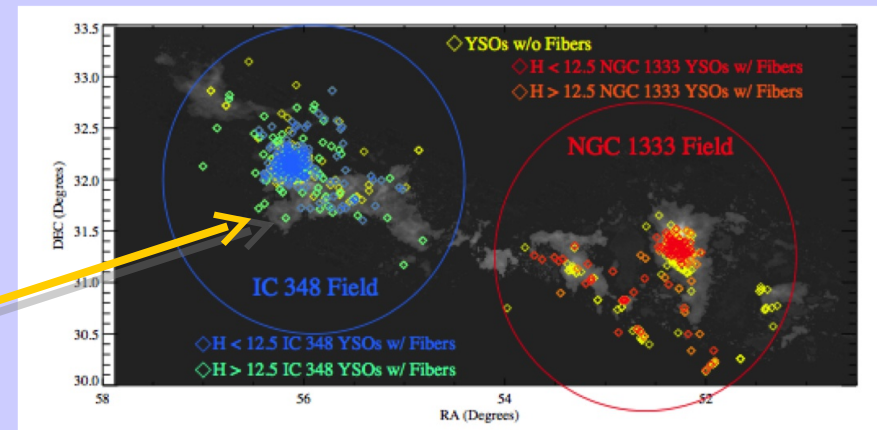 33.5
33.0
32.5
32.0
31.5
31.0
30.5
30.0
DEC (Degrees)
YSOs w/o Fibers
H < 12.5 NGC 1333 YSOs w/ Fibers
H > 12.5 NGC 1333 YSOs w/ Fibers
NGC 1333 Field
IC 348 Field
H < 12.5 IC 348 YSOs w/ Fibers
H > 12.5 IC 348 YSOs w/ Fibers
58
56
54
52
RA (Degrees)